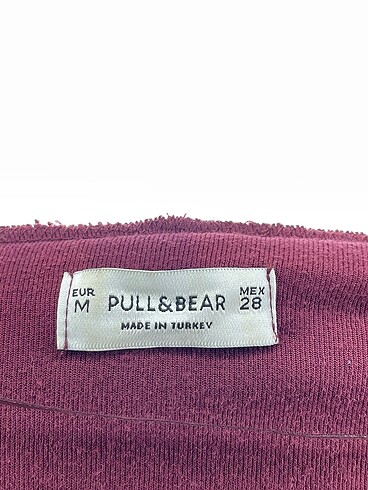 EUR M
PULL&BEAR
MEX 28
MADE IN TURKEY